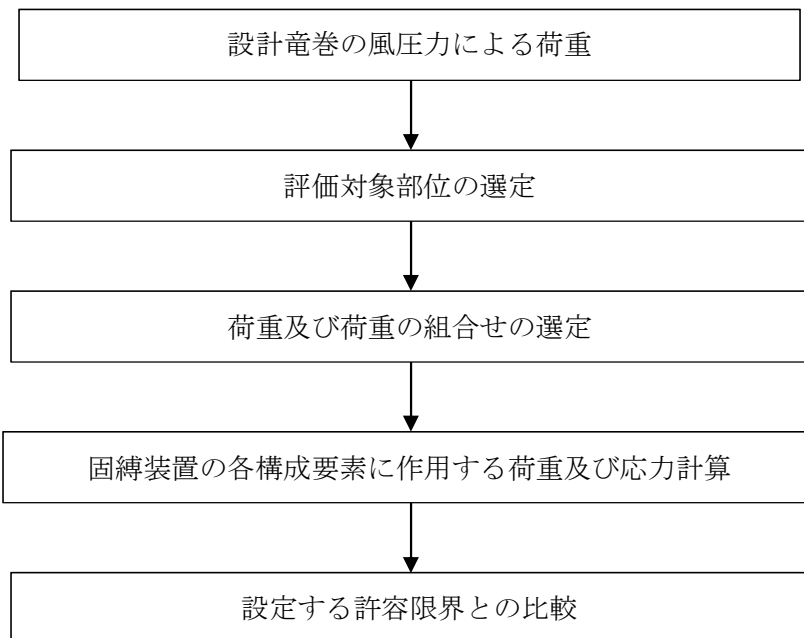 設計竜巻の風圧力による荷重
評価対象部位の選定
荷重及び荷重の組合せの選定
固縛装置の各構成要素に作用する荷重及び応力計算
設定する許容限界との比較